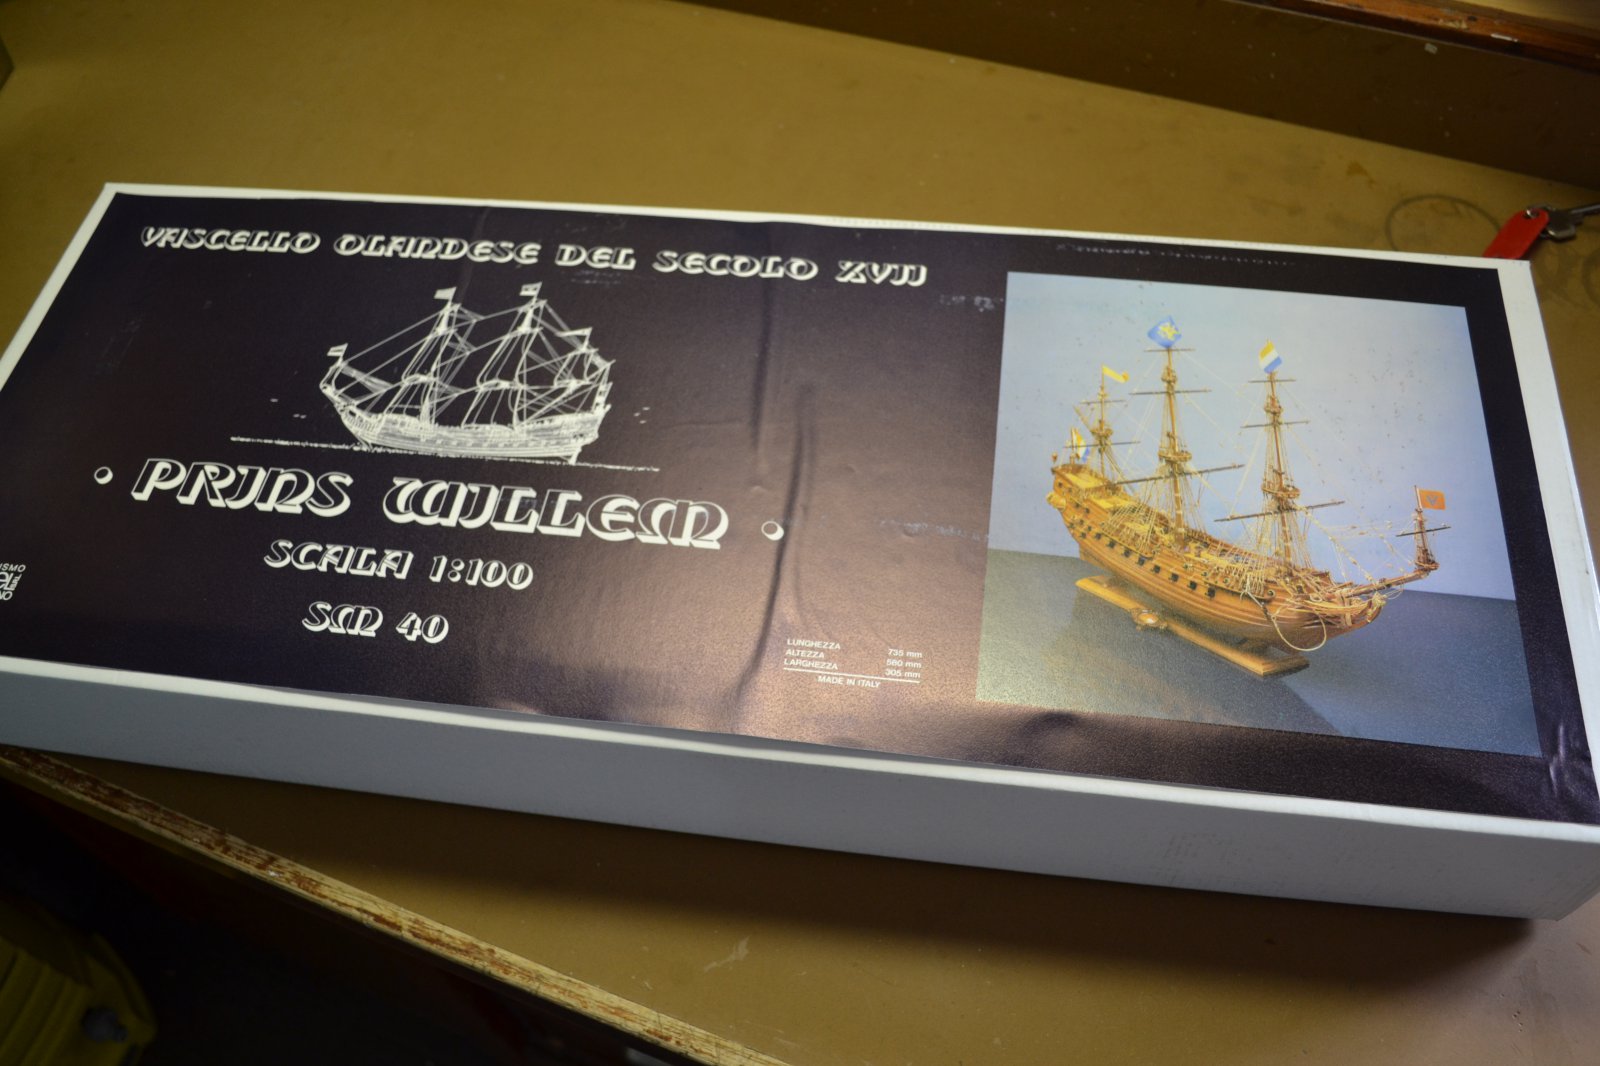 VASCELLO OLANDESE DEL SECOLO XVII
• PRINS WILLEM •
SCALA 1:100
SM 40
LUNGHEZZA 735 mm
ALTEZZA 580 mm
LARGHEZZA 305 mm
MADE IN ITALY